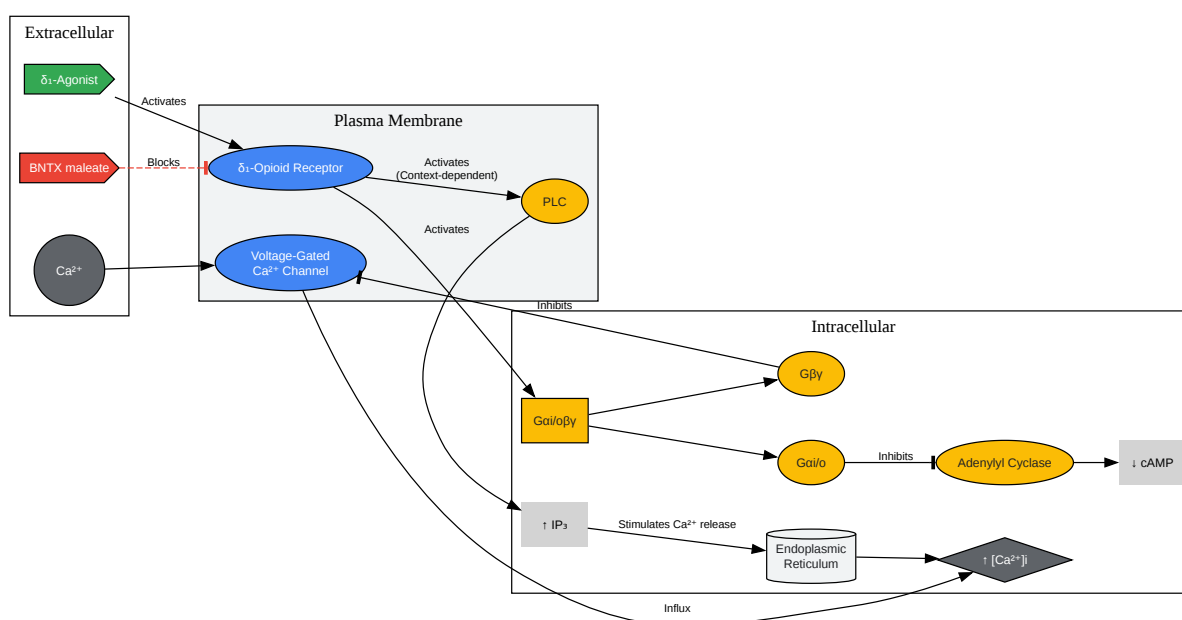 Extracellular
δ₁-Agonist
Activates
BNTX maleate
Blocks
Ca²⁺
Plasma Membrane
δ₁-Opioid Receptor
Activates
(Context-dependent)
PLC
Activates
Voltage-Gated
Ca²⁺ Channel
Inhibits
Intracellular
Gβγ
Gαi/oβγ
Gαi/o
Inhibits
Adenylyl Cyclase
↓ cAMP
↑ IP₃
Stimulates Ca²⁺ release
Endoplasmic
Reticulum
↑ [Ca²⁺]i
Influx